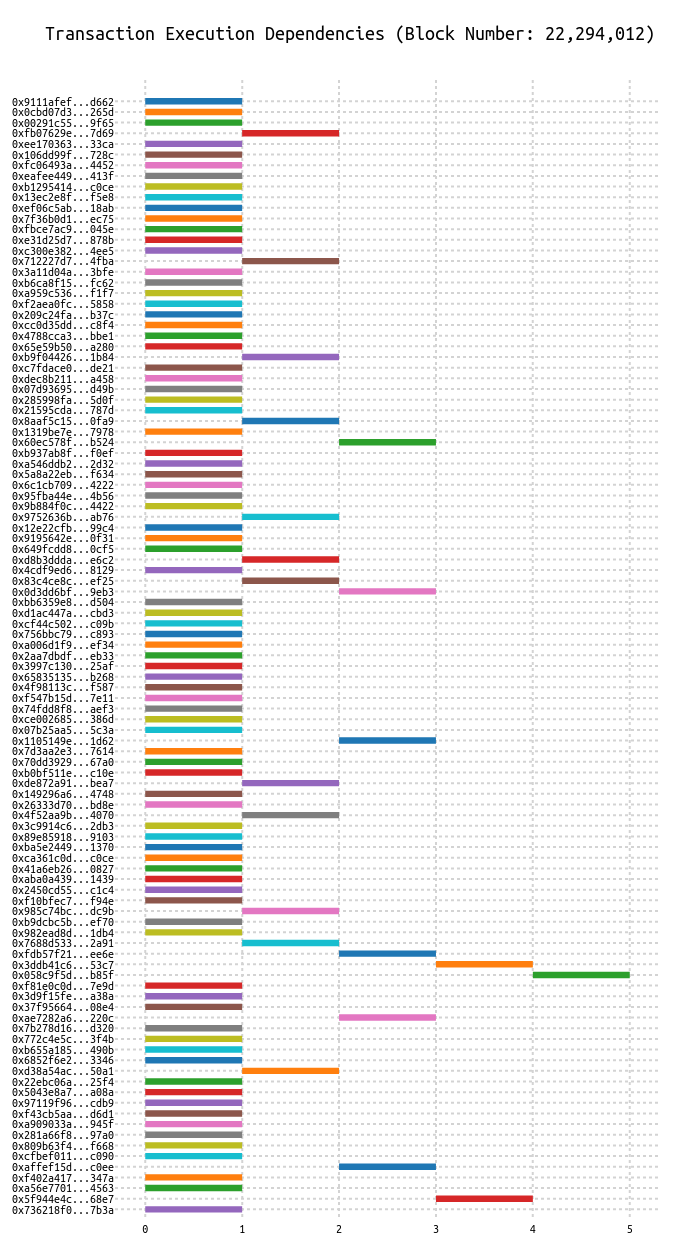 Transaction Execution Dependencies (Block Number: 22,294,012)
0x9111afef...d662
0x0cbd07d3...265d
0x00291c55...9f65
0xfb07629e...7d69
0xee170363...33ca
0x106dd99f...728c
0xfc06493a...4452
0xeafee449...413f
0xb1295414...c0ce
0x13ec2e8f...f5e8
0xef06c5ab...18ab
0x7f36b0d1...ec75
0xfbce7ac9...045e
0xe31d25d7...878b
0xc300e382...4ee5
0x712227d7...4fba
0x3a11d04a...3bfe
0xb6ca8f15...fc62
0xa959c536...f1f7
0xf2aea0fc...5858
0x209c24fa...b37c
0xcc0d35dd...c8f4
0x4788cca3...bbe1
0x65e59b50...a280
0xb9f04426...1b84
0xc7fdace0...de21
0xdec8b211...a458
0x07d93695...d49b
0x285998fa...5d0f
0x21595cda...787d
0x8aaf5c15...0fa9
0x1319be7e...7978
0x60ec578f...b524
0xb937ab8f...f0ef
0xa546ddb2...2d32
0x5a8a22eb...f634
0x6c1cb709...4222
0x95fba44e...4b56
0x9b884f0c...4422
0x9752636b...ab76
0x12e22cfb...99c4
0x9195642e...0f31
0x649fcdd8...0cf5
0xd8b3ddda...e6c2
0x4cdf9ed6...8129
0x83c4ce8c...ef25
0x0d3dd6bf...9eb3
0xbb6359e8...d504
0xd1ac447a...cbd3
0xcf44c502...c09b
0x756bbc79...c893
0xa006d1f9...ef34
0x2aa7dbdf...eb33
0x3997c130...25af
0x65835135...b268
0x4f98113c...f587
0xf547b15d...7e11
0x74fdd8f8...aef3
0xce002685...386d
0x07b25aa5...5c3a
0x1105149e...1d62
0x7d3aa2e3...7614
0x70dd3929...67a0
0xb0bf511e...c10e
0xde872a91...bea7
0x149296a6...4748
0x26333d70...bd8e
0x4f52aa9b...4070
0x3c9914c6...2db3
0x89e85918...9103
0xba5e2449...1370
0xca361c0d...c0ce
0x41a6eb26...0827
0xaba0a439...1439
0x2450cd55...c1c4
0xf10bfec7...f94e
0x985c74bc...dc9b
0xb9dcbc5b...ef70
0x982ead8d...1db4
0x7688d533...2a91
0xfdb57f21...ee6e
0x3ddb41c6...53c7
0x058c9f5d...b85f
0xf81e0c0d...7e9d
0x3d9f15fe...a38a
0x37f95664...08e4
0xae7282a6...220c
0x7b278d16...d320
0x772c4e5c...3f4b
0xb655a185...490b
0x6852f6e2...3346
0xd38a54ac...50a1
0x22ebc06a...25f4
0x5043e8a7...a08a
0x97119f96...cdb9
0xf43cb5aa...d6d1
0xa909033a...945f
0x281a66f8...97a0
0x809b63f4...f668
0xcfbef011...c090
0xaffef15d...c0ee
0xf402a417...347a
0xa56e7701...4563
0x5f944e4c...68e7
0x736218f0...7b3a
0 1 2 3 4 5